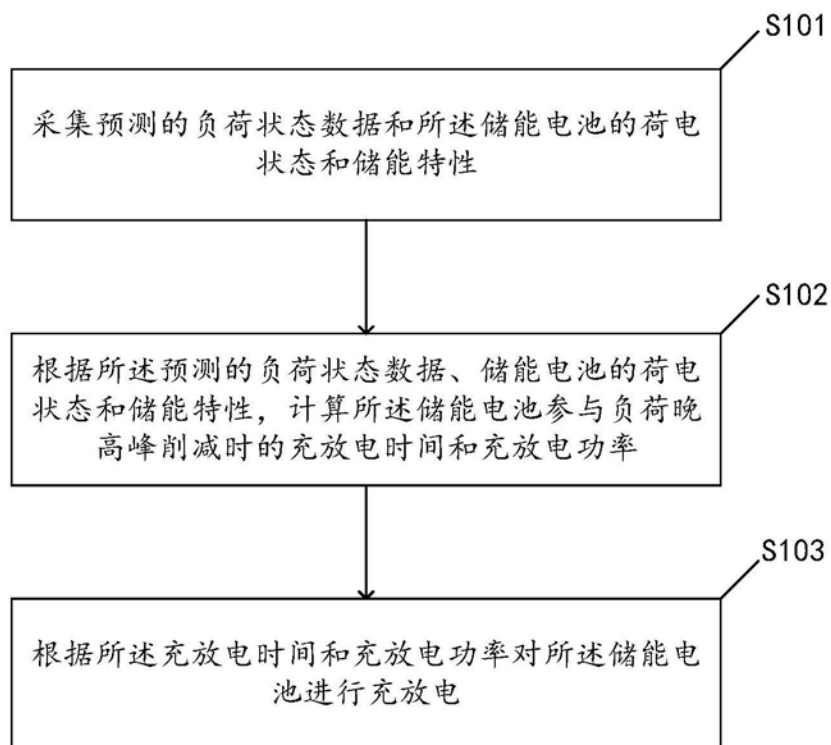 S101
采集预测的负荷状态数据和所述储能电池的荷电
状态和储能特性
S102
根据所述预测的负荷状态数据、储能电池的荷电
状态和储能特性，计算所述储能电池参与负荷晚
高峰削减时的充放电时间和充放电功率
S103
根据所述充放电时间和充放电功率对所述储能电
池进行充放电